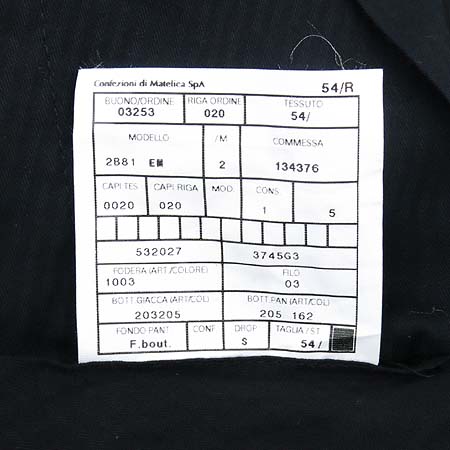 Confezioni di Matelica SpA 54/R
BUONO/ORDINE RIGA ORDINE TESSUTO
03253 020 54/
MODELLO /M COMMESSA
2B81 EM 2 134376
CAPI TES CAPI RIGA MOD. CONS
0020 020 1 5
532027 3745G3
FODERA (ART/COLORE) FILO
1003 03
BOTT.GIACCA (ART/COL) BOTT.PAN (ART/COL)
203205 205 162
FONDO PANT CONF DROP TAGLIA / ST
F.bout. S 54/